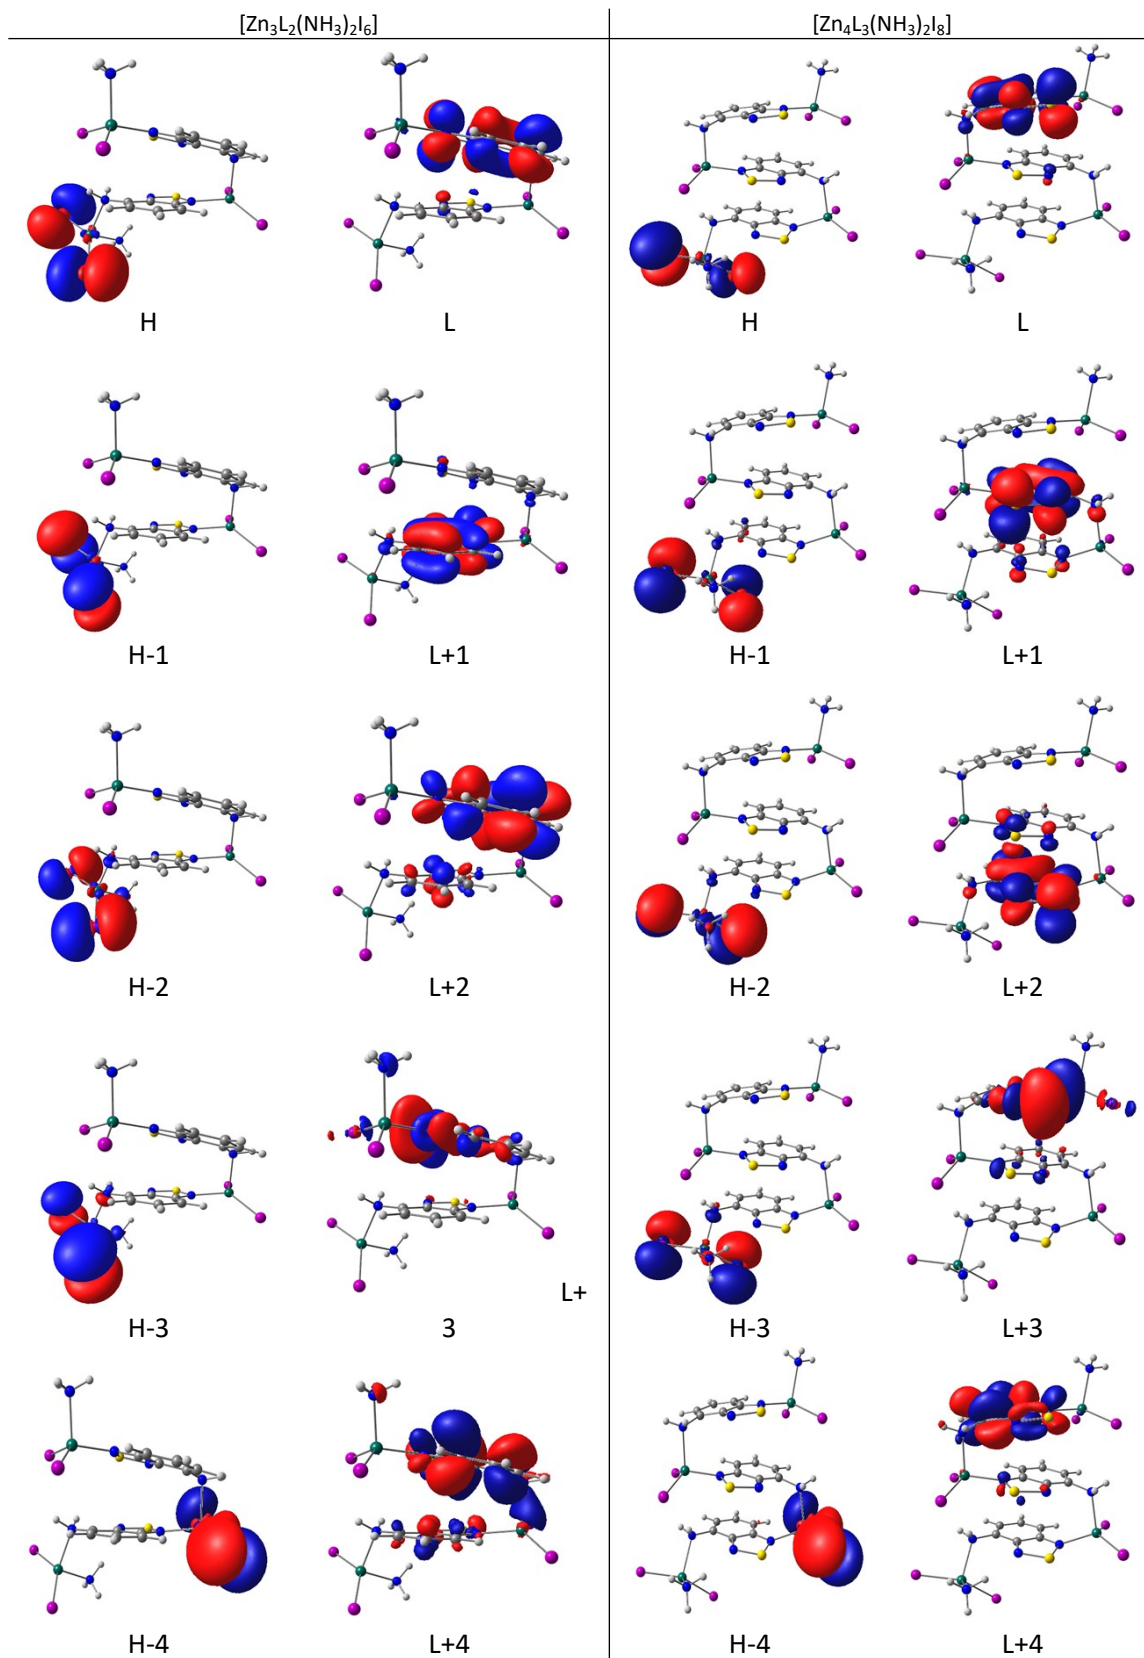 [Zn3L2(NH3)2I6] [Zn4L3(NH3)2I8]
H L H L
H-1 L+1 H-1 L+1
H-2 L+2 H-2 L+2
L+
H-3 3 H-3 L+3
H-4 L+4 H-4 L+4